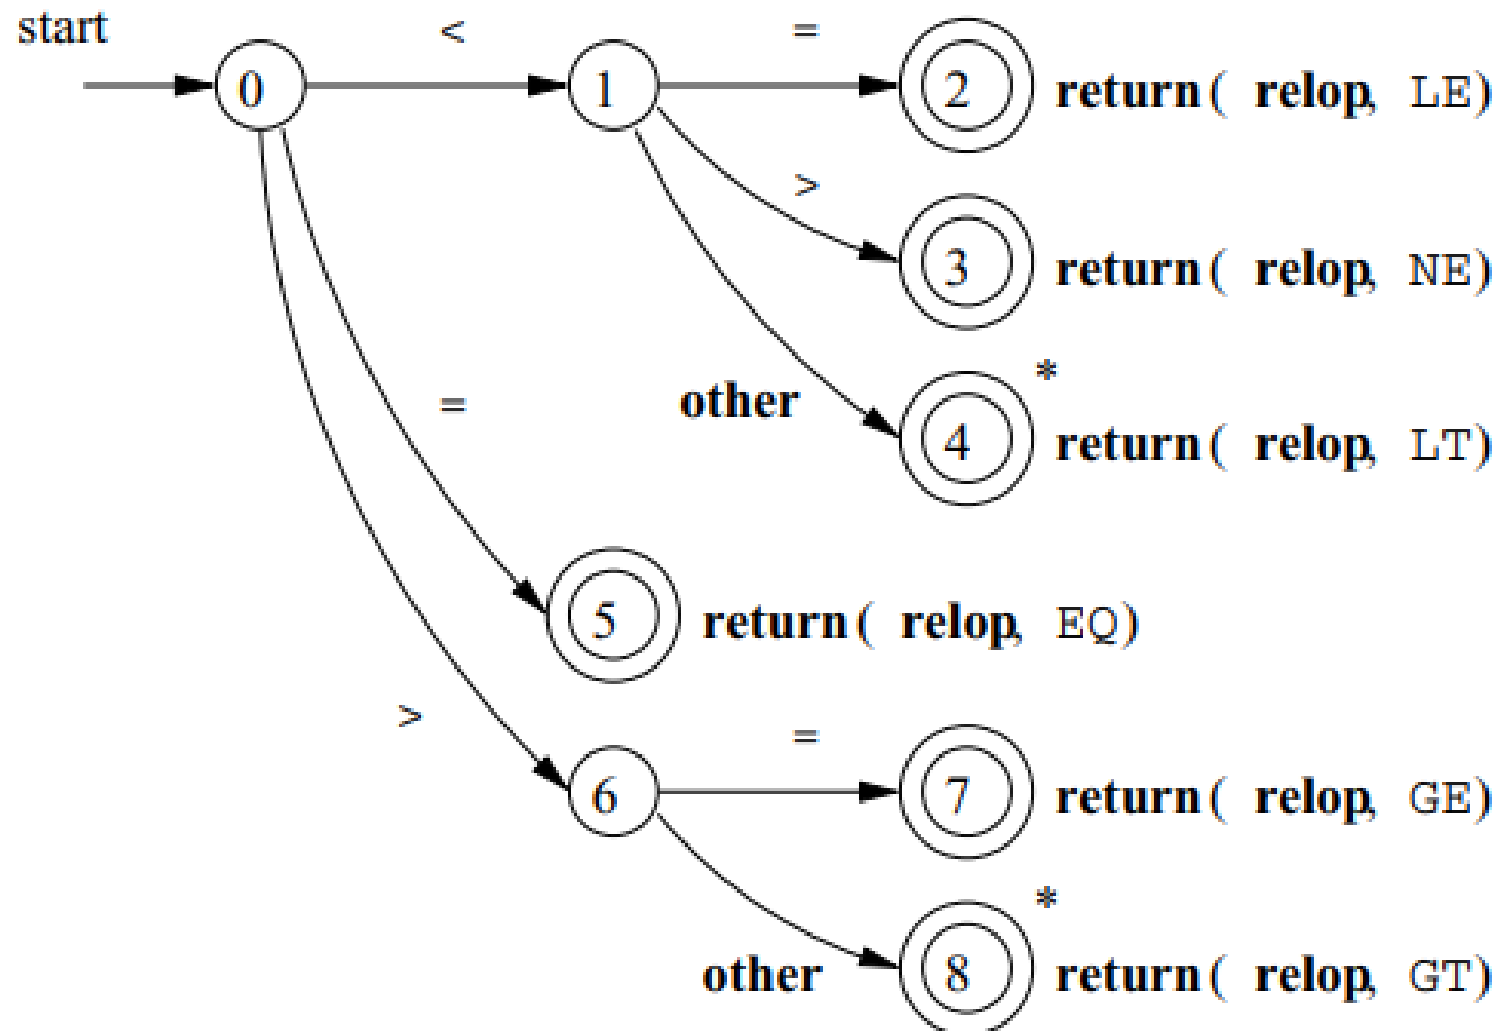 start
<
=
0
1
2
return( relop, LE)
>
3
return( relop, NE)
*
other
4
return( relop, LT)
=
5
return( relop, EQ)
>
=
6
7
return( relop, GE)
*
other
8
return( relop, GT)